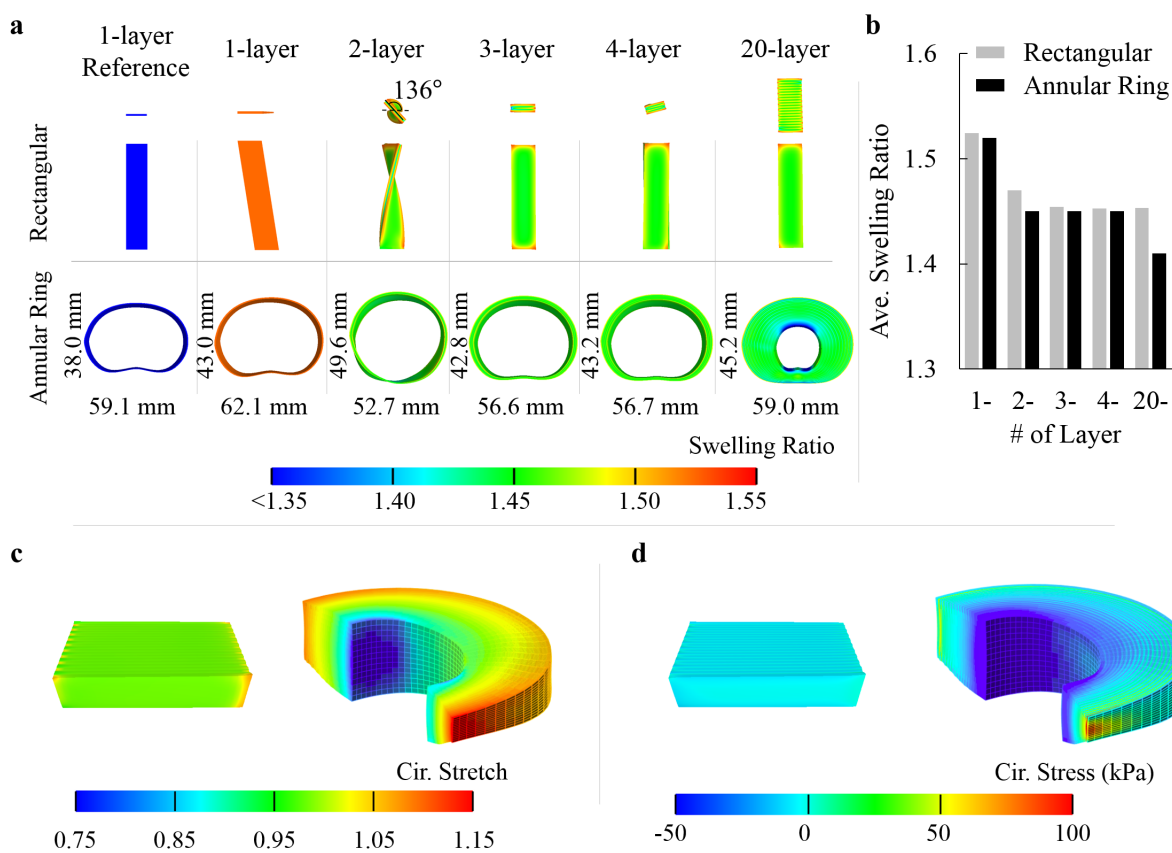 a
1-layer Reference
1-layer
2-layer
3-layer
4-layer
20-layer
136°
Rectangular
Annular Ring
38.0 mm
43.0 mm
49.6 mm
42.8 mm
43.2 mm
45.2 mm
59.1 mm
62.1 mm
52.7 mm
56.6 mm
56.7 mm
59.0 mm
Swelling Ratio
<1.35
1.40
1.45
1.50
1.55
b
Rectangular
Annular Ring
Ave. Swelling Ratio
1.6
1.5
1.4
1.3
1-
2-
3-
4-
20-
# of Layer
c
Cir. Stretch
0.75
0.85
0.95
1.05
1.15
d
Cir. Stress (kPa)
-50
0
50
100